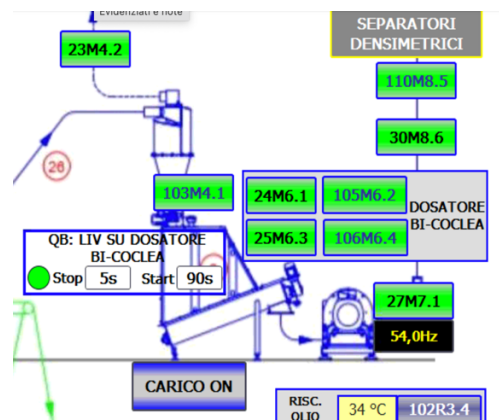 Evidenziati e note
SEPARATORI
DENSIMETRICI
23M4.2
110M8.5
30M8.6
26
103M4.1
24M6.1
105M6.2
DOSATORE
BI-COCLEA
25M6.3
106M6.4
QB: LIV SU DOSATORE
BI-COCLEA
Stop 5s Start 90s
27M7.1
54,0Hz
CARICO ON
RISC.
OLIO
34 °C
102R3.4